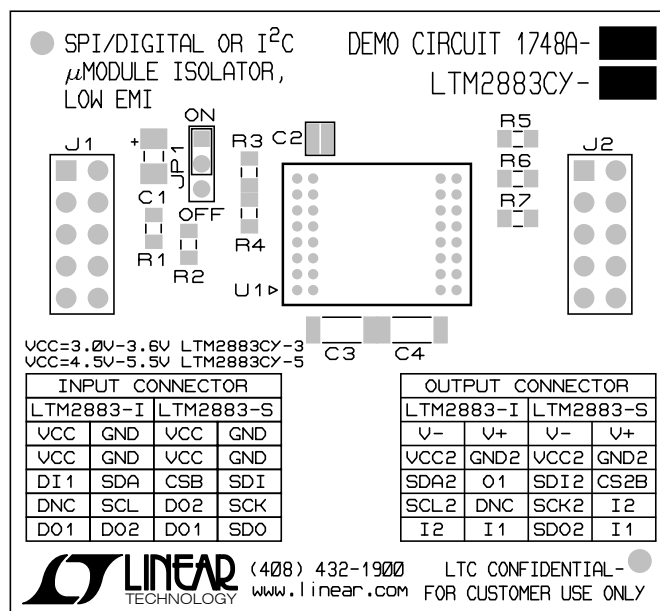 SPI/DIGITAL OR I²C
µMODULE ISOLATOR,
LOW EMI
DEMO CIRCUIT 1748A-
LTM2883CY-
ON
J1
+
JP1
R3
C2
R5
J2
R6
C1
R7
OFF
R1
R2
R4
U1
C3
C4
VCC=3.0V-3.6V LTM2883CY-3
VCC=4.5V-5.5V LTM2883CY-5
INPUT CONNECTOR
LTM2883-I LTM2883-S
VCC GND VCC GND
VCC GND VCC GND
DI1 SDA CSB SDI
DNC SCL DO2 SCK
DO1 DO2 DO1 SDO
OUTPUT CONNECTOR
LTM2883-I LTM2883-S
V- V+ V- V+
VCC2 GND2 VCC2 GND2
SDA2 O1 SDI2 CS2B
SCL2 DNC SCK2 I2
I2 I1 SDO2 I1
LINEAR
TECHNOLOGY
(408) 432-1900
www.linear.com
LTC CONFIDENTIAL-
FOR CUSTOMER USE ONLY